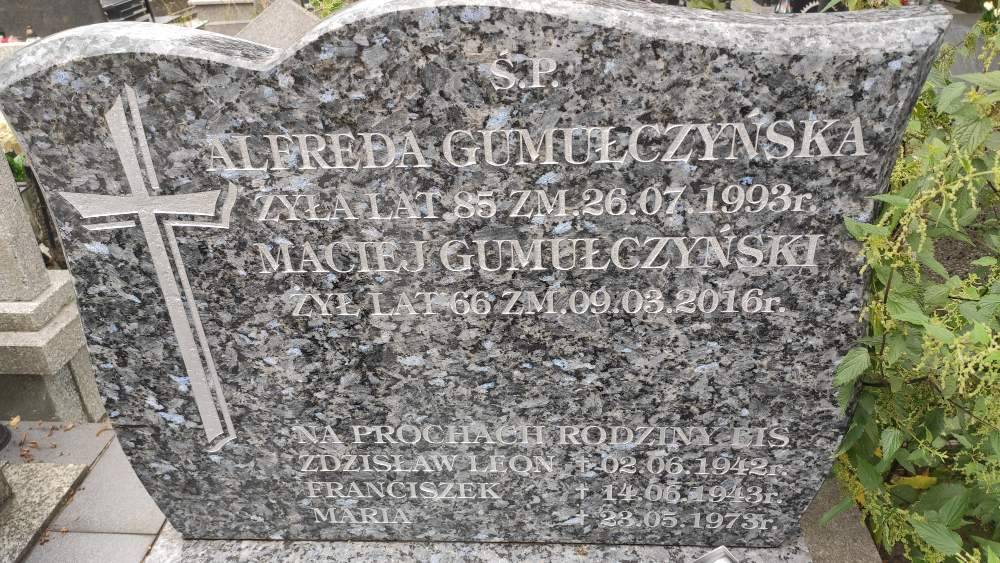 Ś.P.
ALFREDA GUMUŁCZYŃSKA
ŻYŁA LAT 85 ZM.26.07.1993r.
MACIEJ GUMUŁCZYŃSKI
ŻYŁ LAT 66 ZM.09.03.2016r.
NA PROCHACH RODZINY LIS
ZDZISŁAW LEON † 02.06.1942r.
FRANCISZEK † 14.06.1943r.
MARIA † 23.05.1973r.